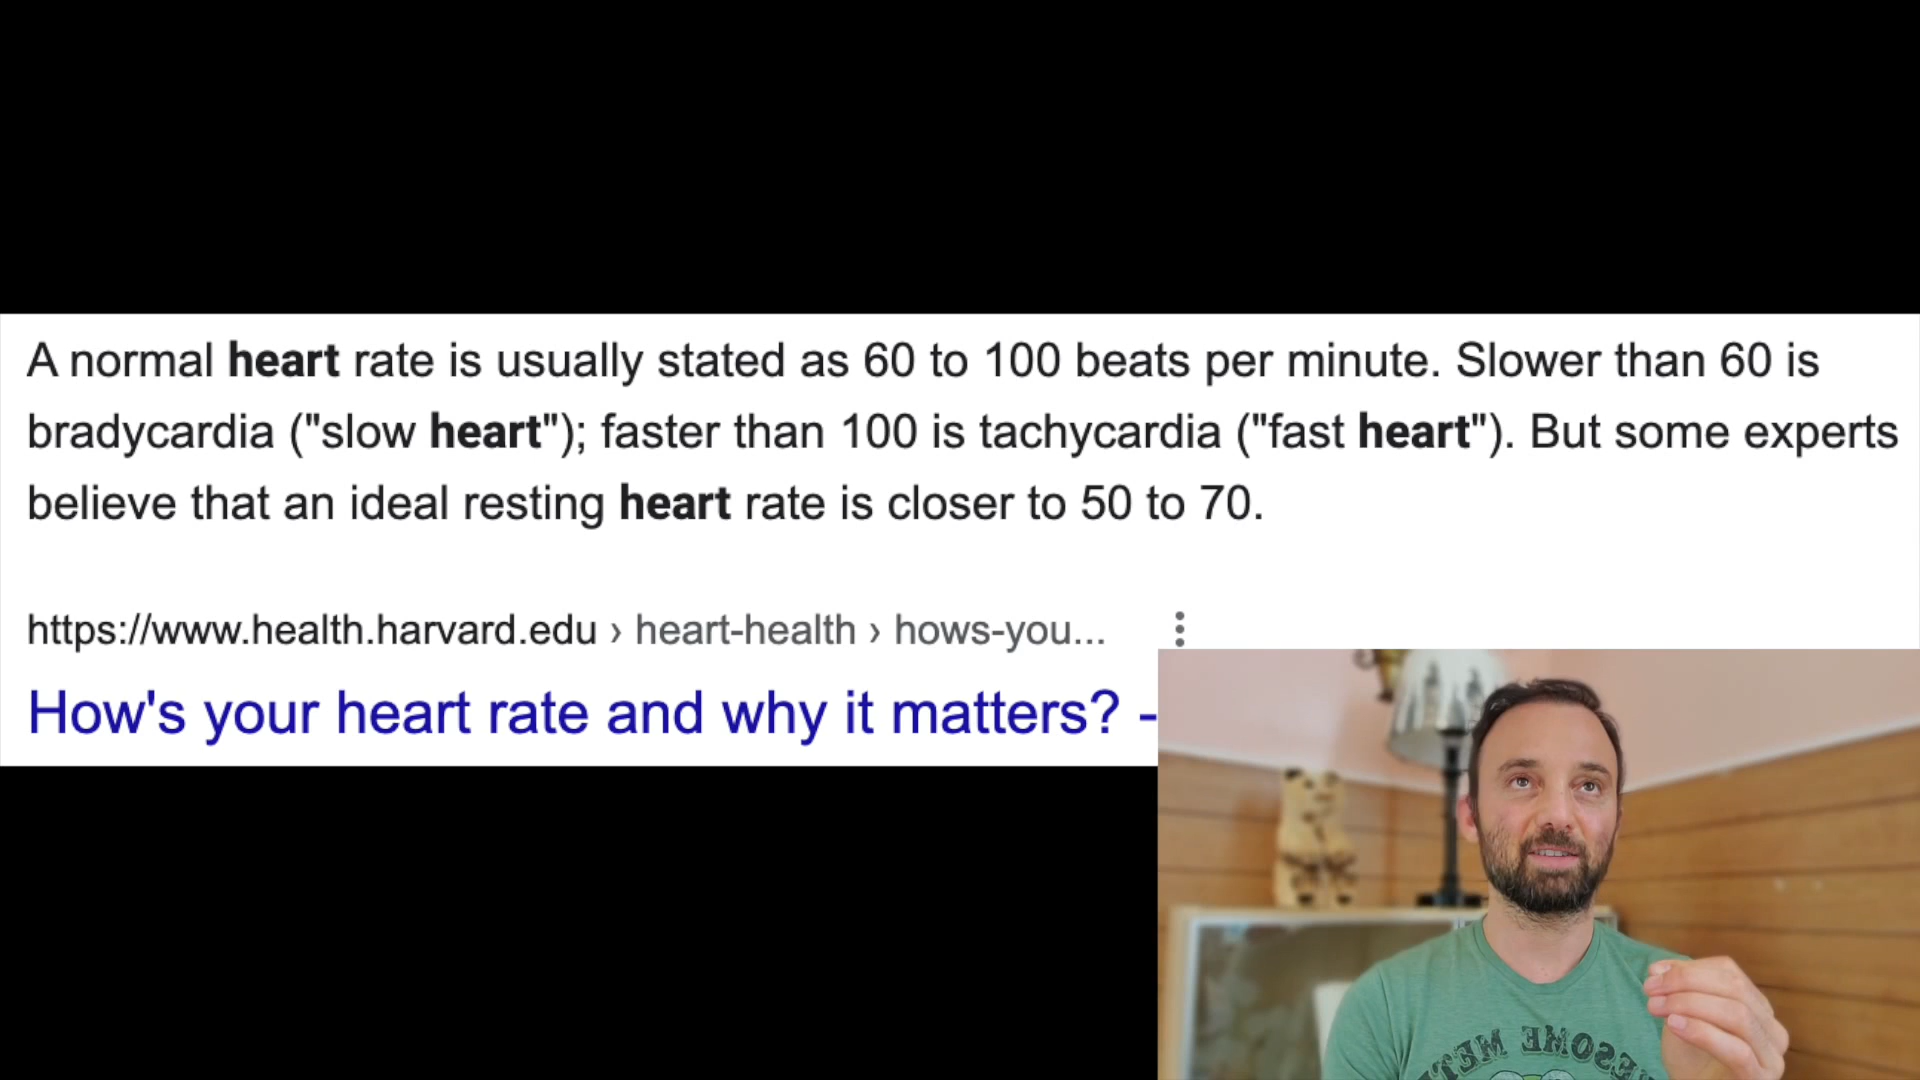 A normal heart rate is usually stated as 60 to 100 beats per minute. Slower than 60 is
bradycardia ("slow heart"); faster than 100 is tachycardia ("fast heart"). But some experts
believe that an ideal resting heart rate is closer to 50 to 70.
https://www.health.harvard.edu › heart-health › hows-you...
How's your heart rate and why it matters? -